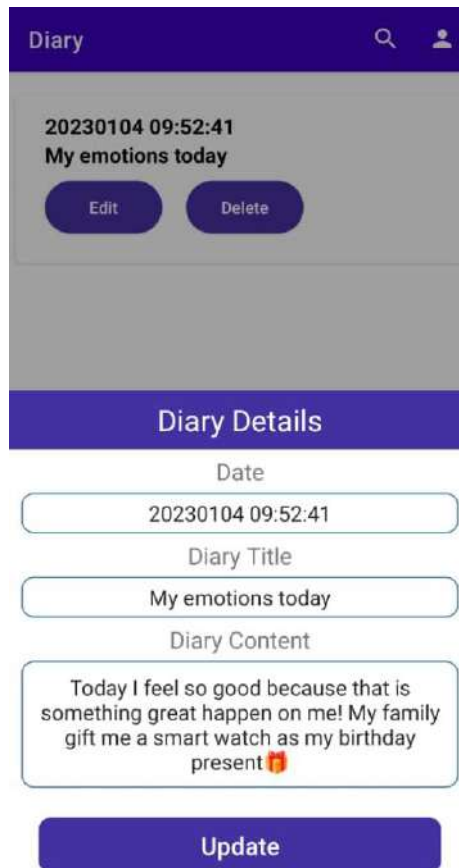 Diary
20230104 09:52:41
My emotions today
Edit Delete
Diary Details
Date
20230104 09:52:41
Diary Title
My emotions today
Diary Content
Today I feel so good because that is
something great happen on me! My family
gift me a smart watch as my birthday
present🎁
Update